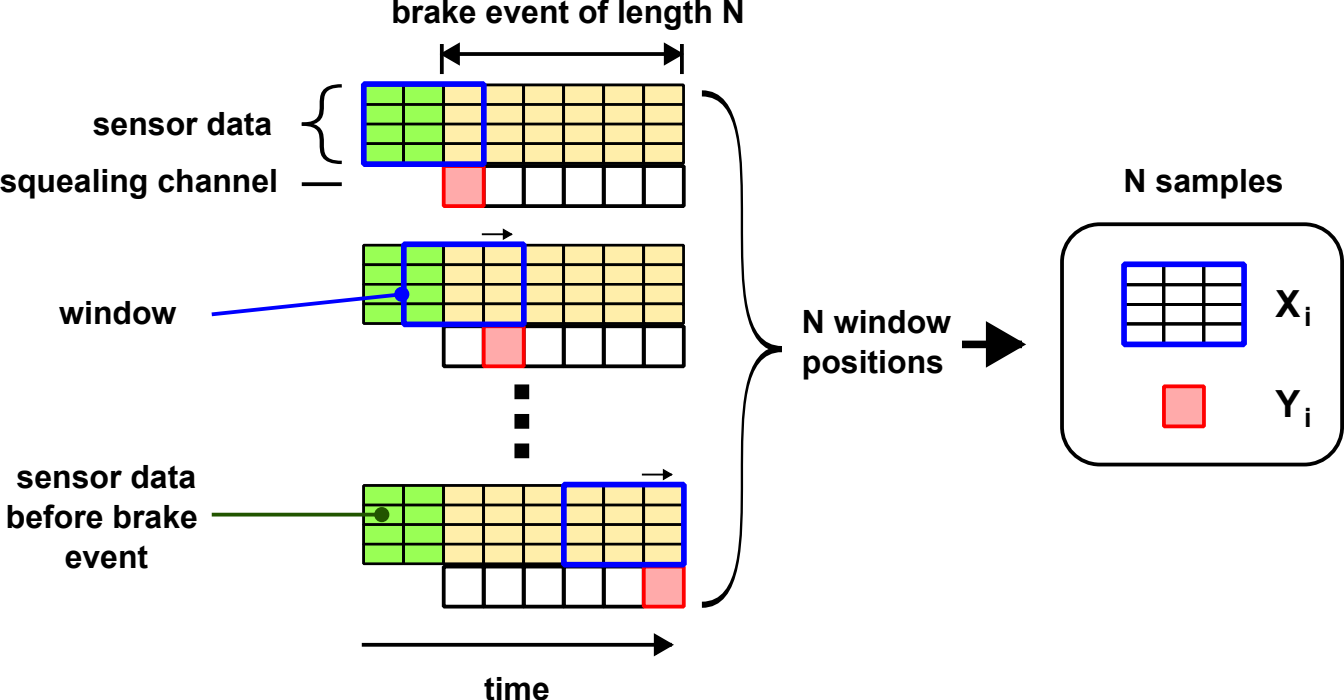 brake event of length N
sensor data
squealing channel
N samples
window
N window
positions
X i
Y i
sensor data
before brake
event
time